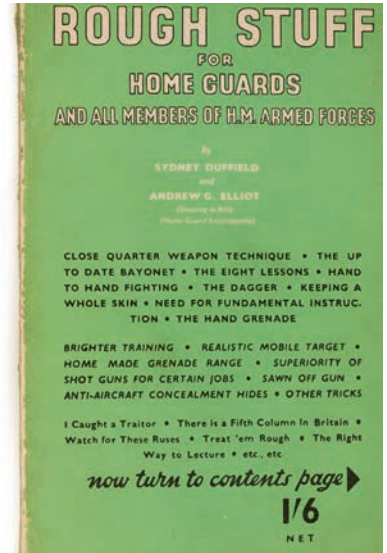 ROUGH STUFF
FOR
HOME GUARDS
AND ALL MEMBERS OF H.M. ARMED FORCES
By
SYDNEY DUFFIELD
and
ANDREW G. ELLIOT
(Home Guard Encyclopedia)
CLOSE QUARTER WEAPON TECHNIQUE • THE UP
TO DATE BAYONET • THE EIGHT LESSONS • HAND
TO HAND FIGHTING • THE DAGGER • KEEPING A
WHOLE SKIN • NEED FOR FUNDAMENTAL INSTRUC-
TION • THE HAND GRENADE
BRIGHTER TRAINING • REALISTIC MOBILE TARGET •
HOME MADE GRENADE RANGE • SUPERIORITY OF
SHOT GUNS FOR CERTAIN JOBS • SAWN OFF GUN •
ANTI-AIRCRAFT CONCEALMENT HIDES • OTHER TRICKS
I Caught a Traitor • There is a Fifth Column In Britain •
Watch for These Ruses • Treat 'em Rough • The Right
Way to Lecture • etc., etc.
now turn to contents page
1/6
NET